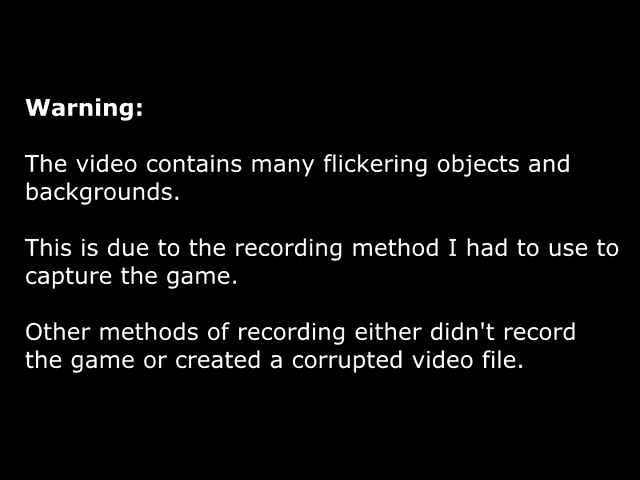 Warning:
The video contains many flickering objects and
backgrounds.
This is due to the recording method I had to use to
capture the game.
Other methods of recording either didn't record
the game or created a corrupted video file.